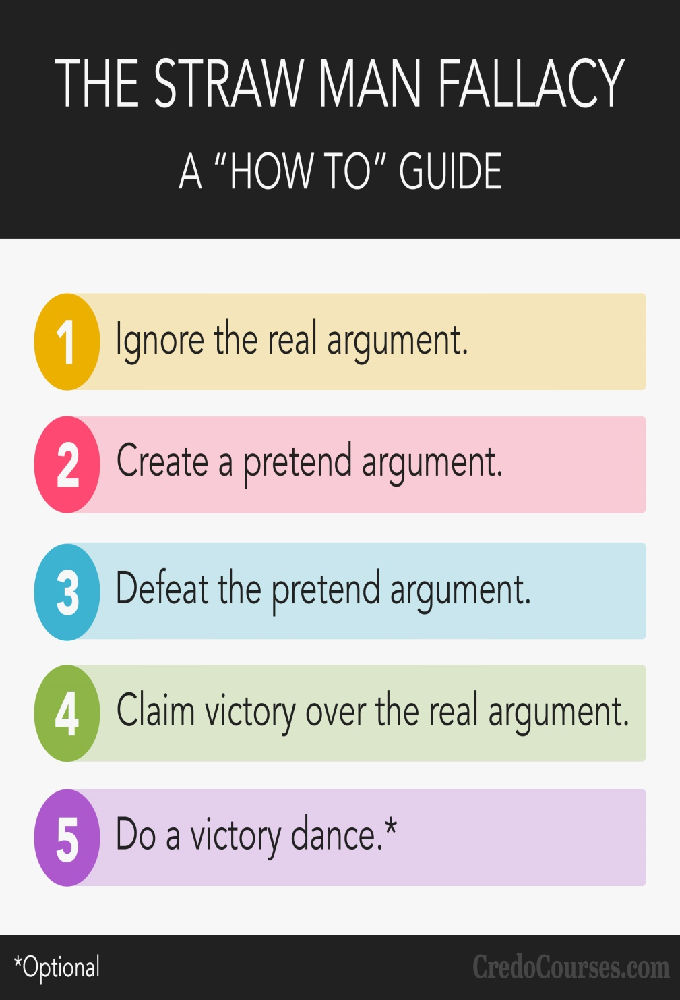 THE STRAW MAN FALLACY
A “HOW TO” GUIDE
1 Ignore the real argument.
2 Create a pretend argument.
3 Defeat the pretend argument.
4 Claim victory over the real argument.
5 Do a victory dance.*
*Optional
CredoCourses.com